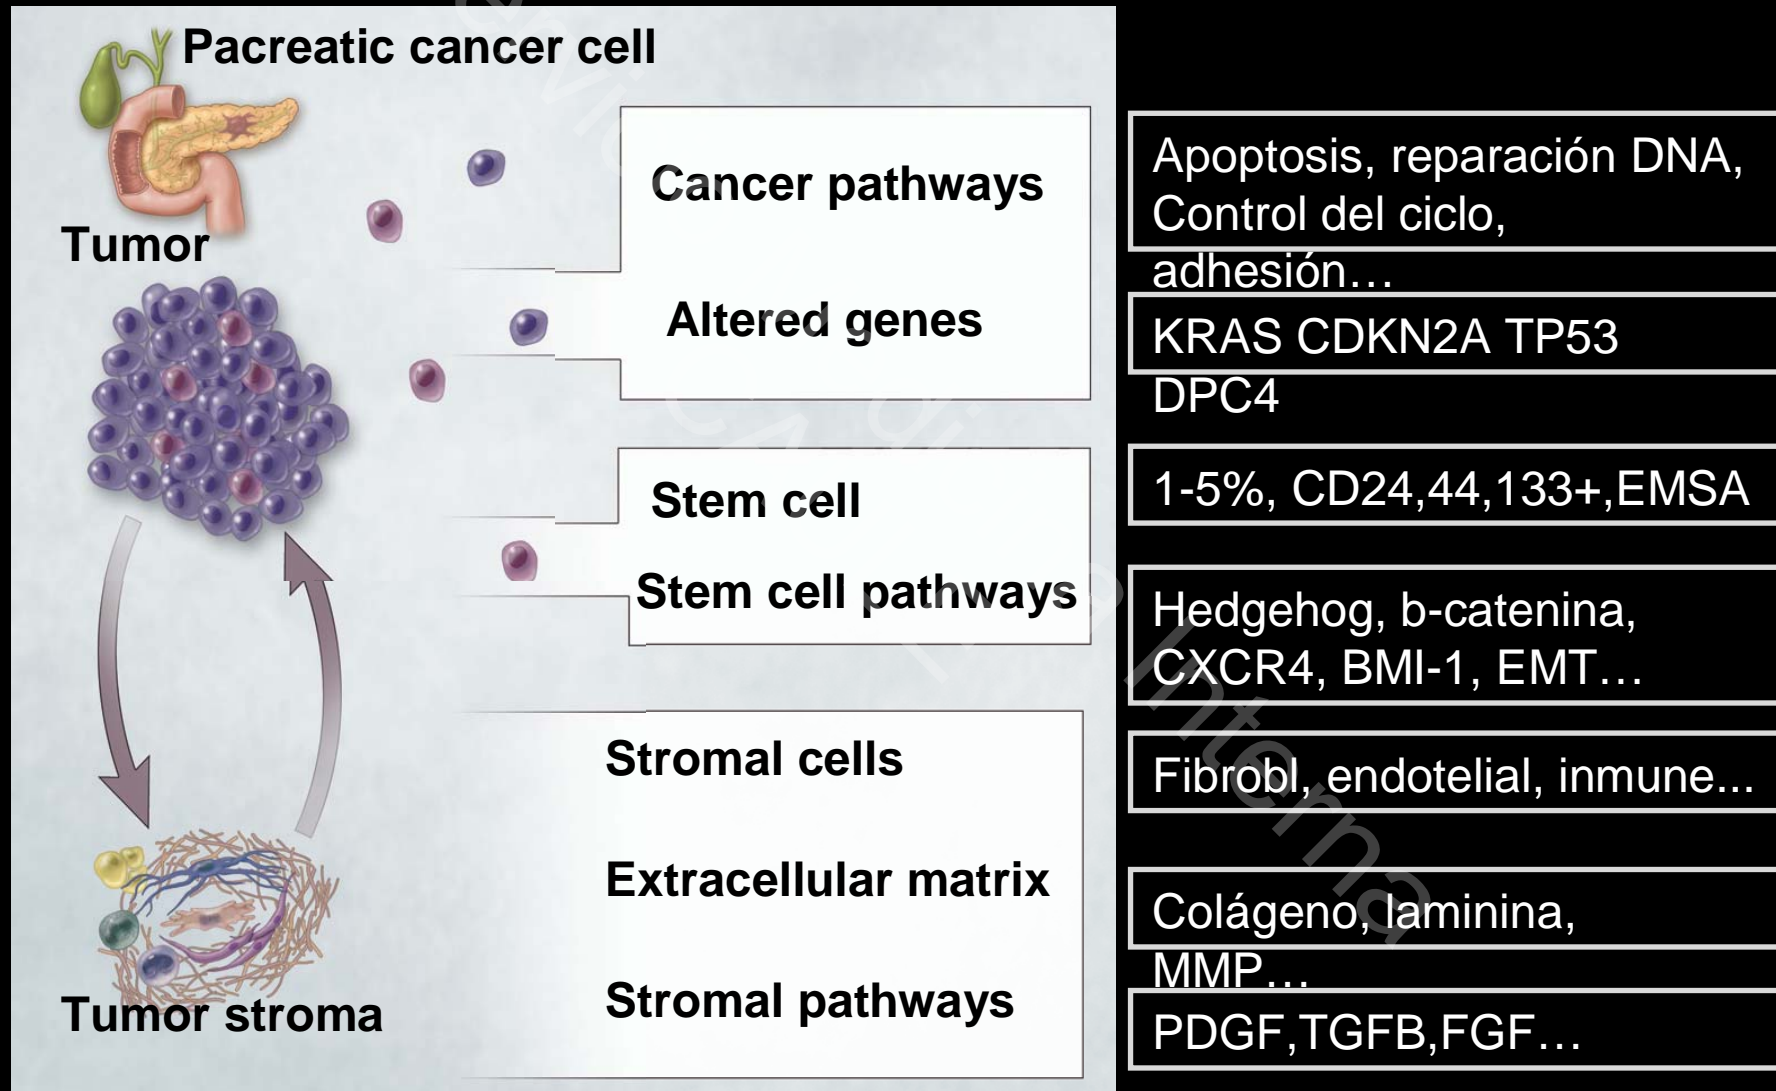 Pacreatic cancer cell
Tumor
Cancer pathways
Apoptosis, reparación DNA,
Control del ciclo,
adhesión…
Altered genes
KRAS CDKN2A TP53
DPC4
Stem cell
1-5%, CD24,44,133+,EMSA
Stem cell pathways
Hedgehog, b-catenina,
CXCR4, BMI-1, EMT…
Stromal cells
Fibrobl, endotelial, inmune...
Extracellular matrix
Colágeno, laminina,
MMP…
Stromal pathways
PDGF,TGFB,FGF…
Tumor stroma
Interna